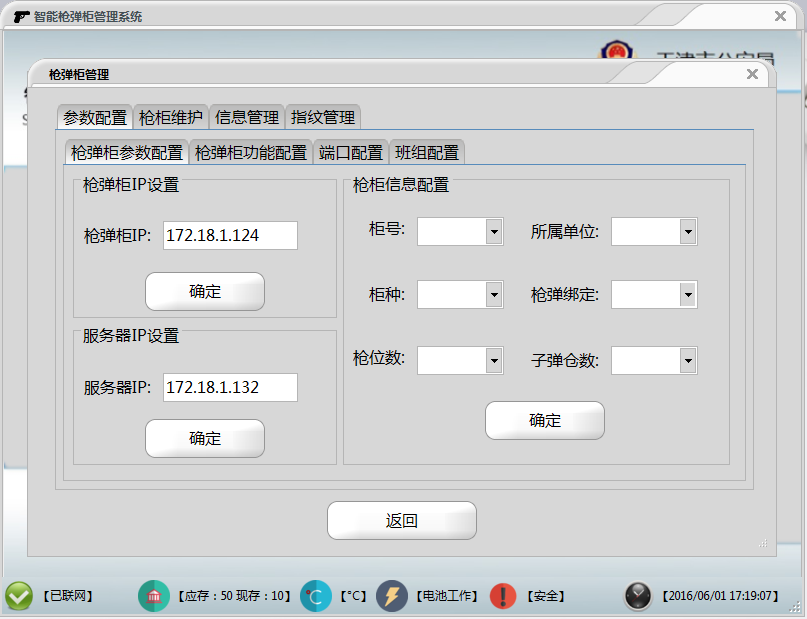 智能枪弹柜管理系统
天津市公安局
枪弹柜管理
参数配置 枪柜维护 信息管理 指纹管理
枪弹柜参数配置 枪弹柜功能配置 端口配置 班组配置
枪弹柜IP设置
枪弹柜IP: 172.18.1.124
确定
服务器IP设置
服务器IP: 172.18.1.132
确定
枪柜信息配置
柜号: 所属单位:
柜种: 枪弹绑定:
枪位数: 子弹仓数:
确定
返回
【已联网】 【应存：50 现存：10】 【°C】 【电池工作】 【安全】 【2016/06/01 17:19:07】